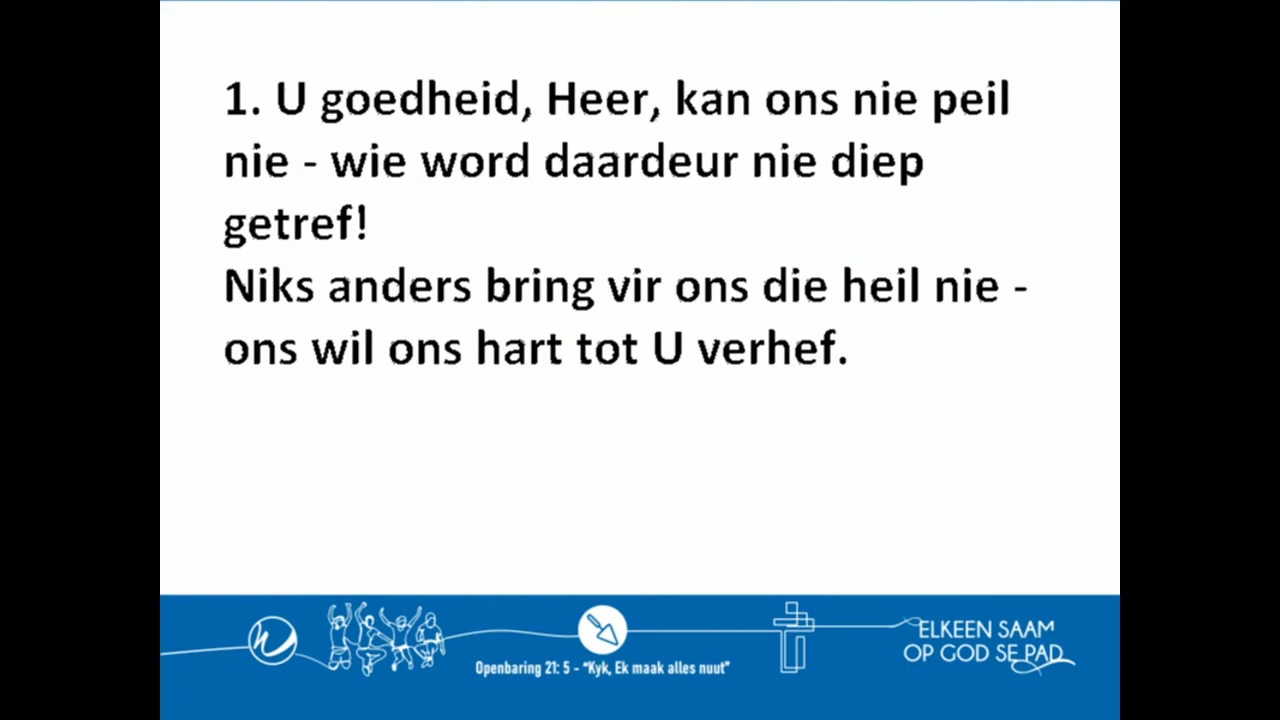 1. U goedheid, Heer, kan ons nie peil
nie - wie word daardeur nie diep
getref!
Niks anders bring vir ons die heil nie -
ons wil ons hart tot U verhef.
Openbaring 21: 5 - “Kyk, Ek maak alles nuut”
ELKEEN SAAM
OP GOD SE PAD